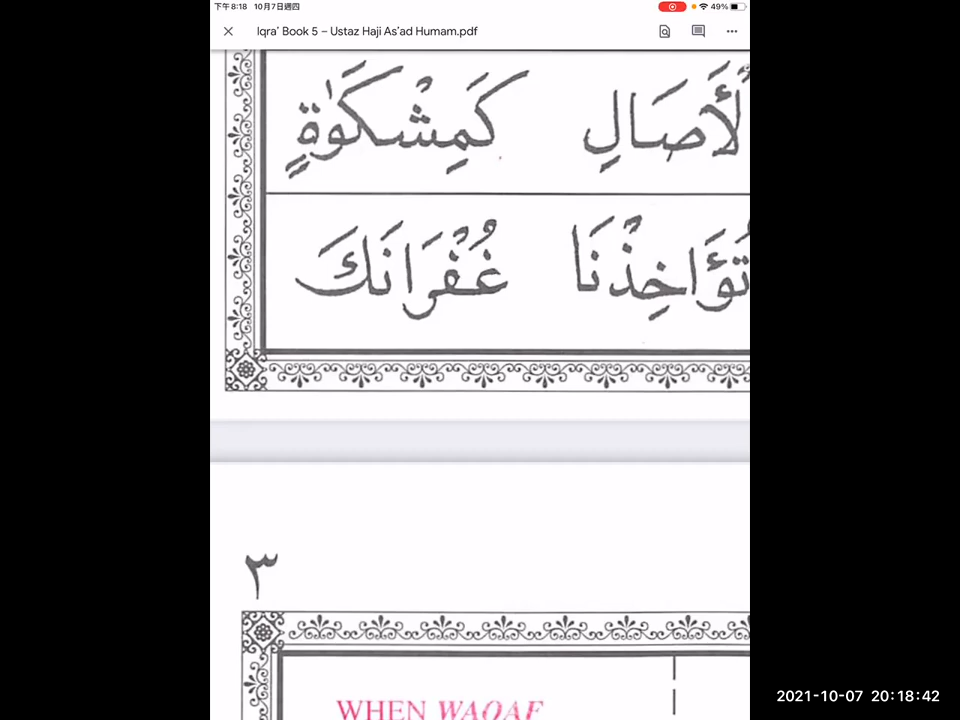 下午8:18 10月7日週四
49%
Iqra' Book 5 – Ustaz Haji As'ad Humam.pdf
كَمِشْكَوٰةٍ
تُؤَاخِذْنَا غُفْرَانَكَ
٣
WHEN WAQAF
2021-10-07 20:18:42